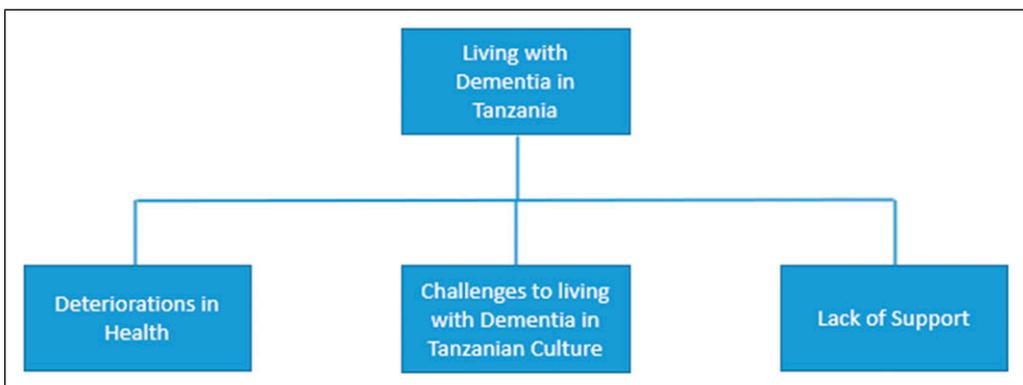 Living with
Dementia in
Tanzania
Deteriorations in
Health
Challenges to living
with Dementia in
Tanzanian Culture
Lack of Support